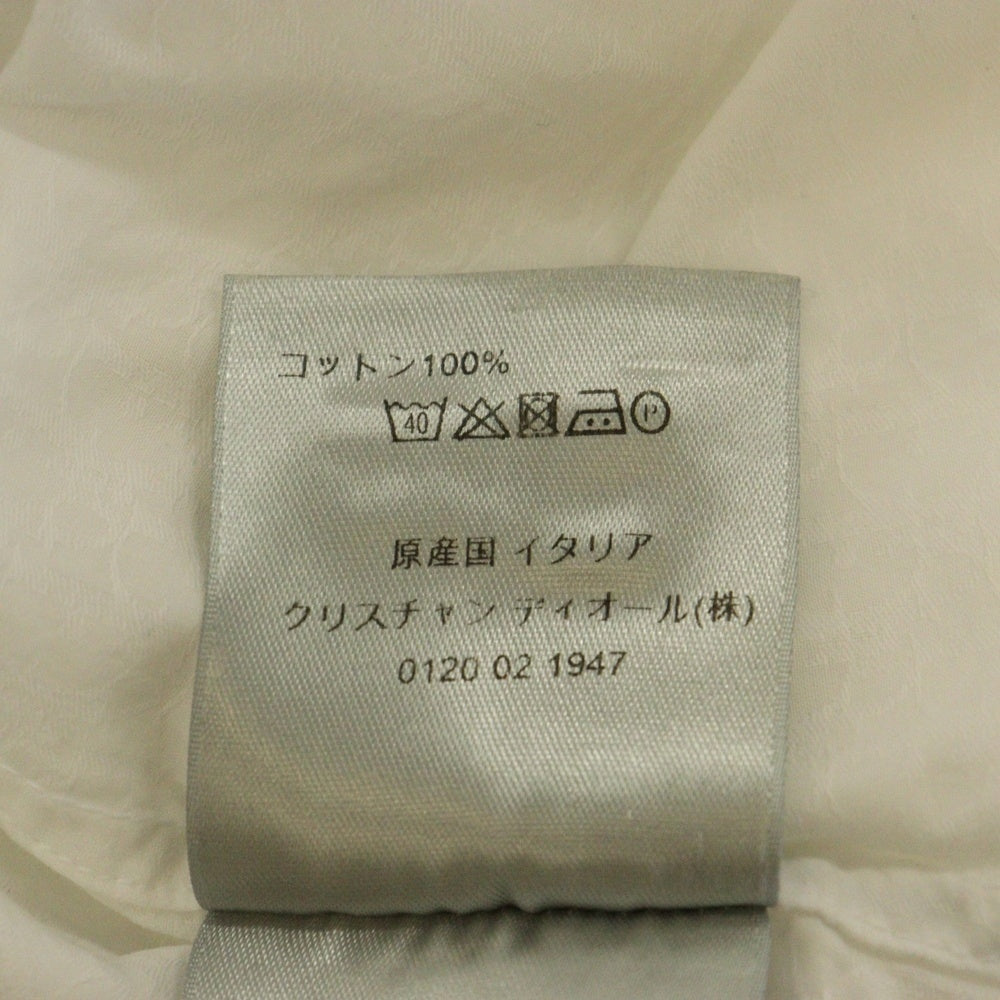 コットン100%
40 P
原産国 イタリア
クリスチャン ディオール(株)
0120 02 1947